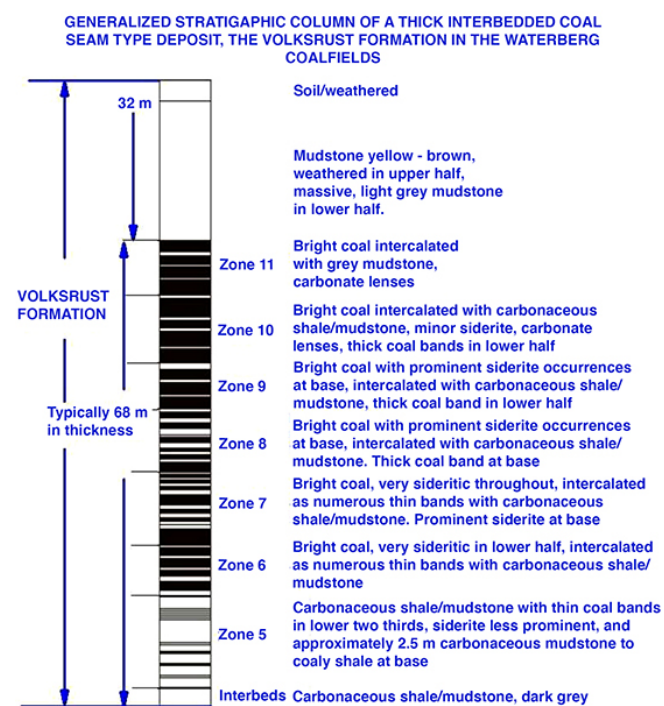 GENERALIZED STRATIGAPHIC COLUMN OF A THICK INTERBEDDED COAL
SEAM TYPE DEPOSIT, THE VOLKSRUST FORMATION IN THE WATERBERG
COALFIELDS
Soil/weathered
32 m
Mudstone yellow - brown,
weathered in upper half,
massive, light grey mudstone
in lower half.
Zone 11
Bright coal intercalated
with grey mudstone,
carbonate lenses
VOLKSRUST
FORMATION
Zone 10
Bright coal intercalated with carbonaceous
shale/mudstone, minor siderite, carbonate
lenses, thick coal bands in lower half
Zone 9
Bright coal with prominent siderite occurrences
at base, intercalated with carbonaceous shale/
mudstone, thick coal band in lower half
Typically 68 m
in thickness
Zone 8
Bright coal with prominent siderite occurrences
at base, intercalated with carbonaceous shale/
mudstone. Thick coal band at base
Zone 7
Bright coal, very sideritic throughout, intercalated
as numerous thin bands with carbonaceous
shale/mudstone. Prominent siderite at base
Zone 6
Bright coal, very sideritic in lower half, intercalated
as numerous thin bands with carbonaceous shale/
mudstone
Zone 5
Carbonaceous shale/mudstone with thin coal bands
in lower two thirds, siderite less prominent, and
approximately 2.5 m carbonaceous mudstone to
coaly shale at base
Interbeds
Carbonaceous shale/mudstone, dark grey